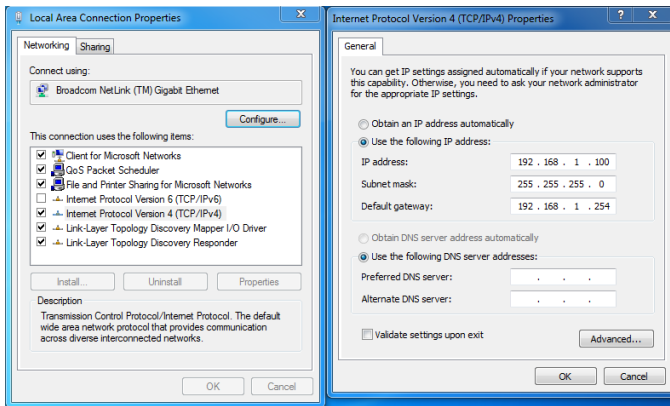 Local Area Connection Properties
Networking
Sharing
Connect using:
Broadcom NetLink (TM) Gigabit Ethernet
Configure...
This connection uses the following items:
Client for Microsoft Networks
QoS Packet Scheduler
File and Printer Sharing for Microsoft Networks
Internet Protocol Version 6 (TCP/IPv6)
Internet Protocol Version 4 (TCP/IPv4)
Link-Layer Topology Discovery Mapper I/O Driver
Link-Layer Topology Discovery Responder
Install...
Uninstall
Properties
Description
Transmission Control Protocol/Internet Protocol. The default
wide area network protocol that provides communication
across diverse interconnected networks.
OK
Cancel
Internet Protocol Version 4 (TCP/IPv4) Properties
General
You can get IP settings assigned automatically if your network supports
this capability. Otherwise, you need to ask your network administrator
for the appropriate IP settings.
Obtain an IP address automatically
Use the following IP address:
IP address: 192 . 168 . 1 . 100
Subnet mask: 255 . 255 . 255 . 0
Default gateway: 192 . 168 . 1 . 254
Obtain DNS server address automatically
Use the following DNS server addresses:
Preferred DNS server: . . .
Alternate DNS server: . . .
Validate settings upon exit
Advanced...
OK
Cancel